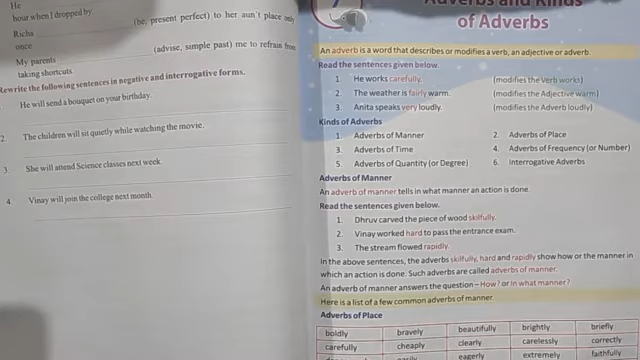 He
hour when I dropped by.
Richa (be, present perfect) to her aun't place only
once
My parents (advise, simple past) me to refrain from
taking shortcuts.
Rewrite the following sentences in negative and interrogative forms.
He will send a bouquet on your birthday.
2. The children will sit quietly while watching the movie.
3. She will attend Science classes next week.
4. Vinay will join the college next month.
Adverbs and Kinds
of Adverbs
An adverb is a word that describes or modifies a verb, an adjective or adverb.
Read the sentences given below.
1. He works carefully. (modifies the Verb works)
2. The weather is fairly warm. (modifies the Adjective warm)
3. Anita speaks very loudly. (modifies the Adverb loudly)
Kinds of Adverbs
1. Adverbs of Manner 2. Adverbs of Place
3. Adverbs of Time 4. Adverbs of Frequency (or Number)
5. Adverbs of Quantity (or Degree) 6. Interrogative Adverbs
Adverbs of Manner
An adverb of manner tells in what manner an action is done.
Read the sentences given below.
1. Dhruv carved the piece of wood skilfully.
2. Vinay worked hard to pass the entrance exam.
3. The stream flowed rapidly.
In the above sentences, the adverbs skilfully, hard and rapidly show how or the manner in
which an action is done. Such adverbs are called adverbs of manner.
An adverb of manner answers the question – How? or In what manner?
Here is a list of a few common adverbs of manner.
Adverbs of Place
boldly bravely beautifully brightly briefly
carefully cheaply clearly carelessly correctly
easily eagerly extremely faithfully